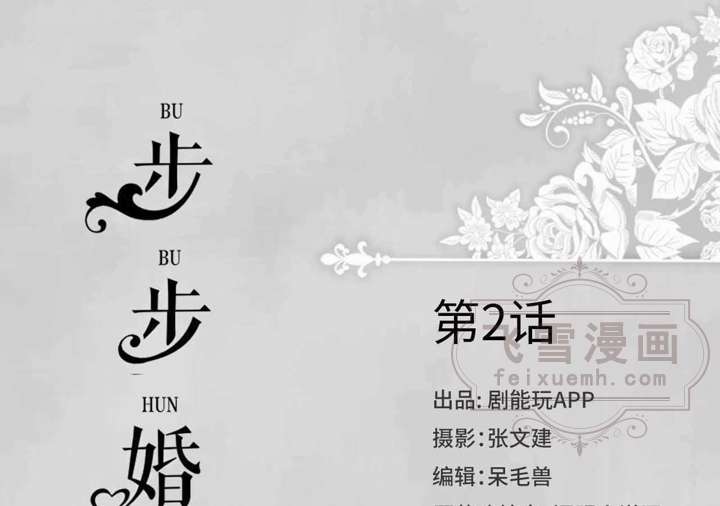 BU
步
BU
步
HUN
婚
第2话
飞雪漫画
feixuemh.com
出品: 剧能玩APP
摄影: 张文建
编辑: 呆毛兽